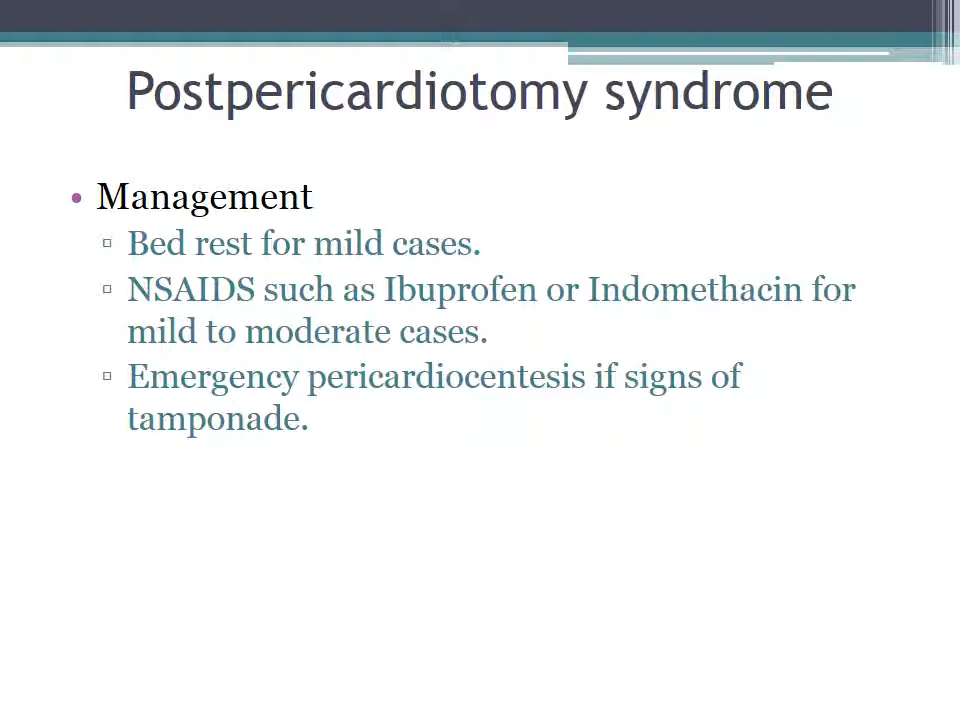 Postpericardiotomy syndrome
• Management
▫ Bed rest for mild cases.
▫ NSAIDS such as Ibuprofen or Indomethacin for
mild to moderate cases.
▫ Emergency pericardiocentesis if signs of
tamponade.